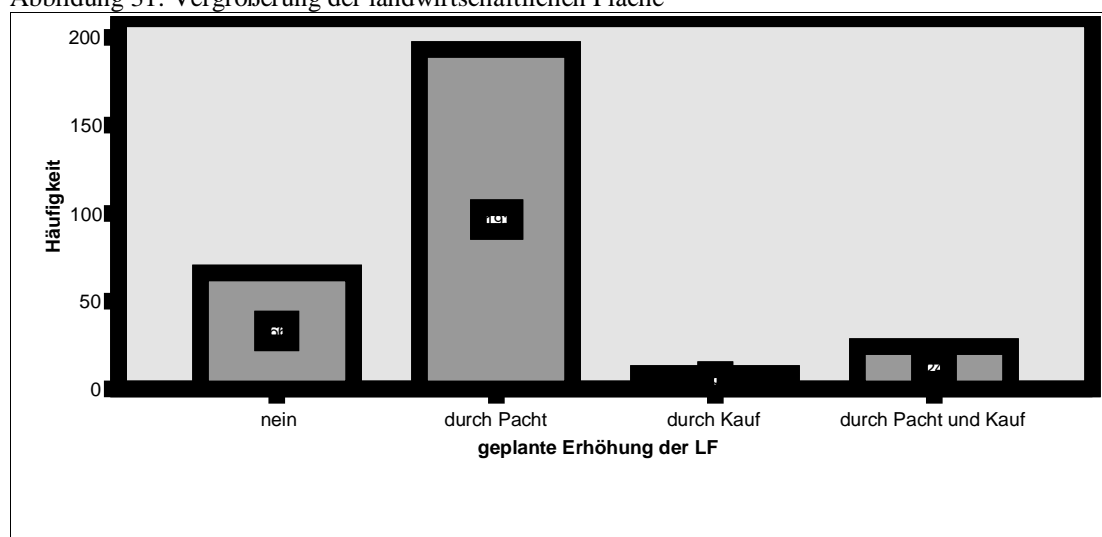 Abbildung 31: Vergrößerung der landwirtschaftlichen Fläche
200
150
100
50
0
Häufigkeit
nein
durch Pacht
durch Kauf
durch Pacht und Kauf
geplante Erhöhung der LF